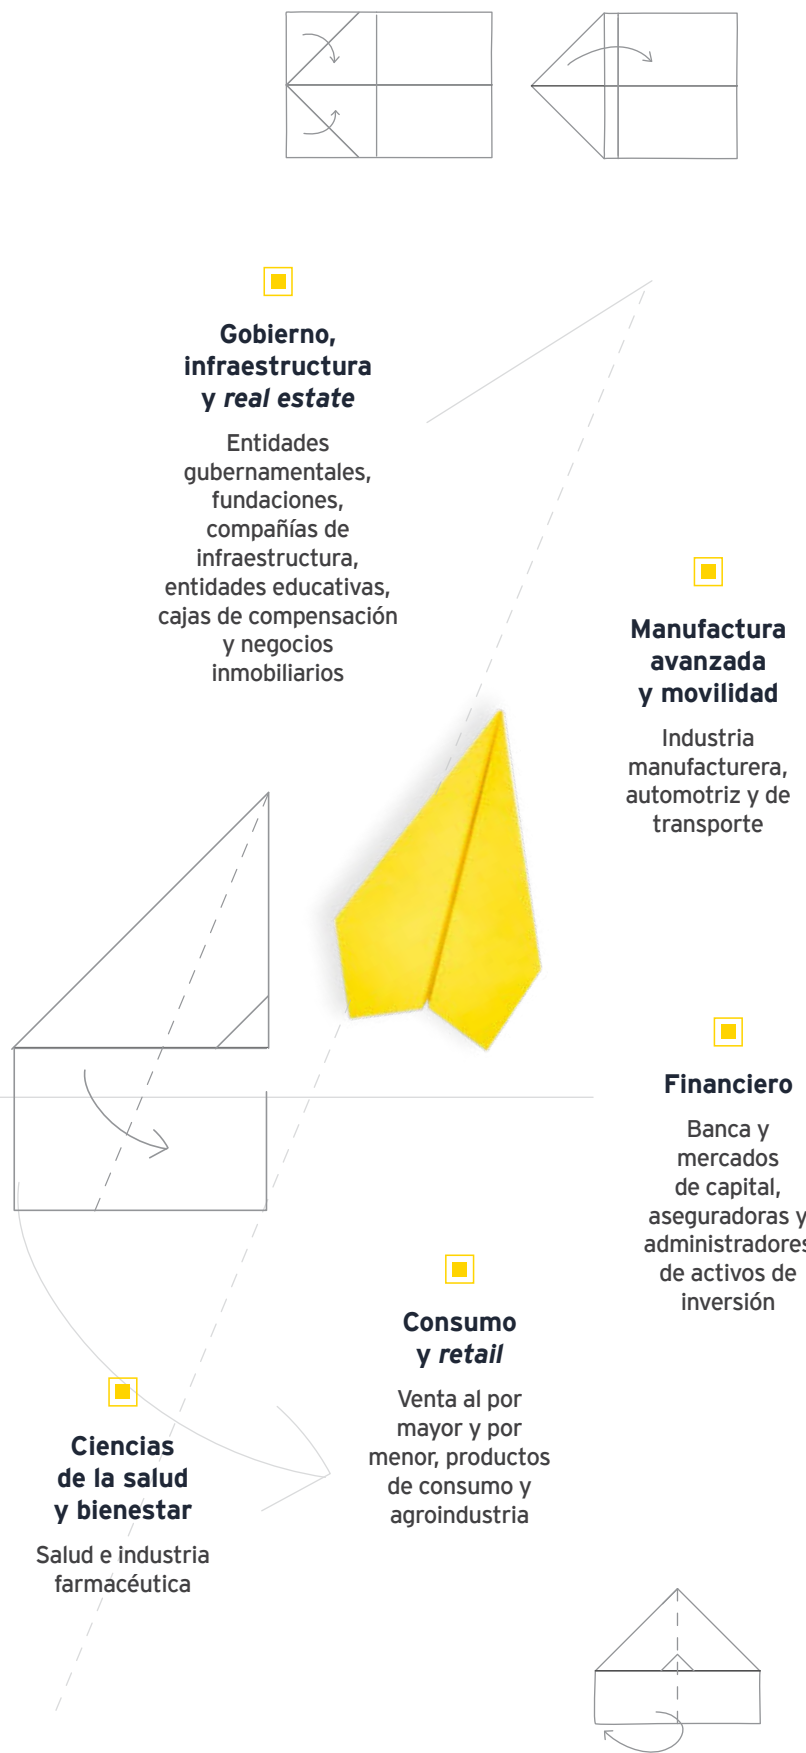 Gobierno,
infraestructura
y real estate
Entidades
gubernamentales,
fundaciones,
compañías de
infraestructura,
entidades educativas,
cajas de compensación
y negocios
inmobiliarios
Manufactura
avanzada
y movilidad
Industria
manufacturera,
automotriz y de
transporte
Financiero
Banca y
mercados
de capital,
aseguradoras y
administradores
de activos de
inversión
Consumo
y retail
Venta al por
mayor y por
menor, productos
de consumo y
agroindustria
Ciencias
de la salud
y bienestar
Salud e industria
farmacéutica